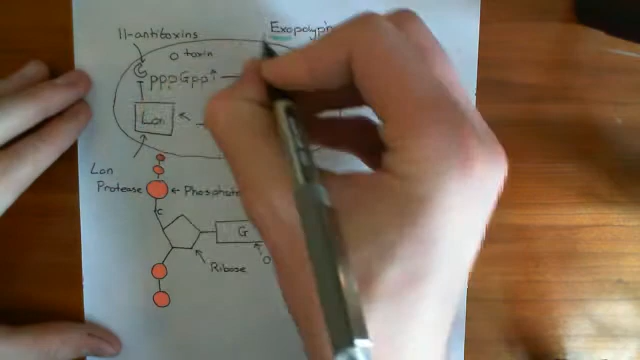 11-antitoxins
toxin
pppGpp
Lon
Lon
Protease
Phosphate
C
G
Ribose